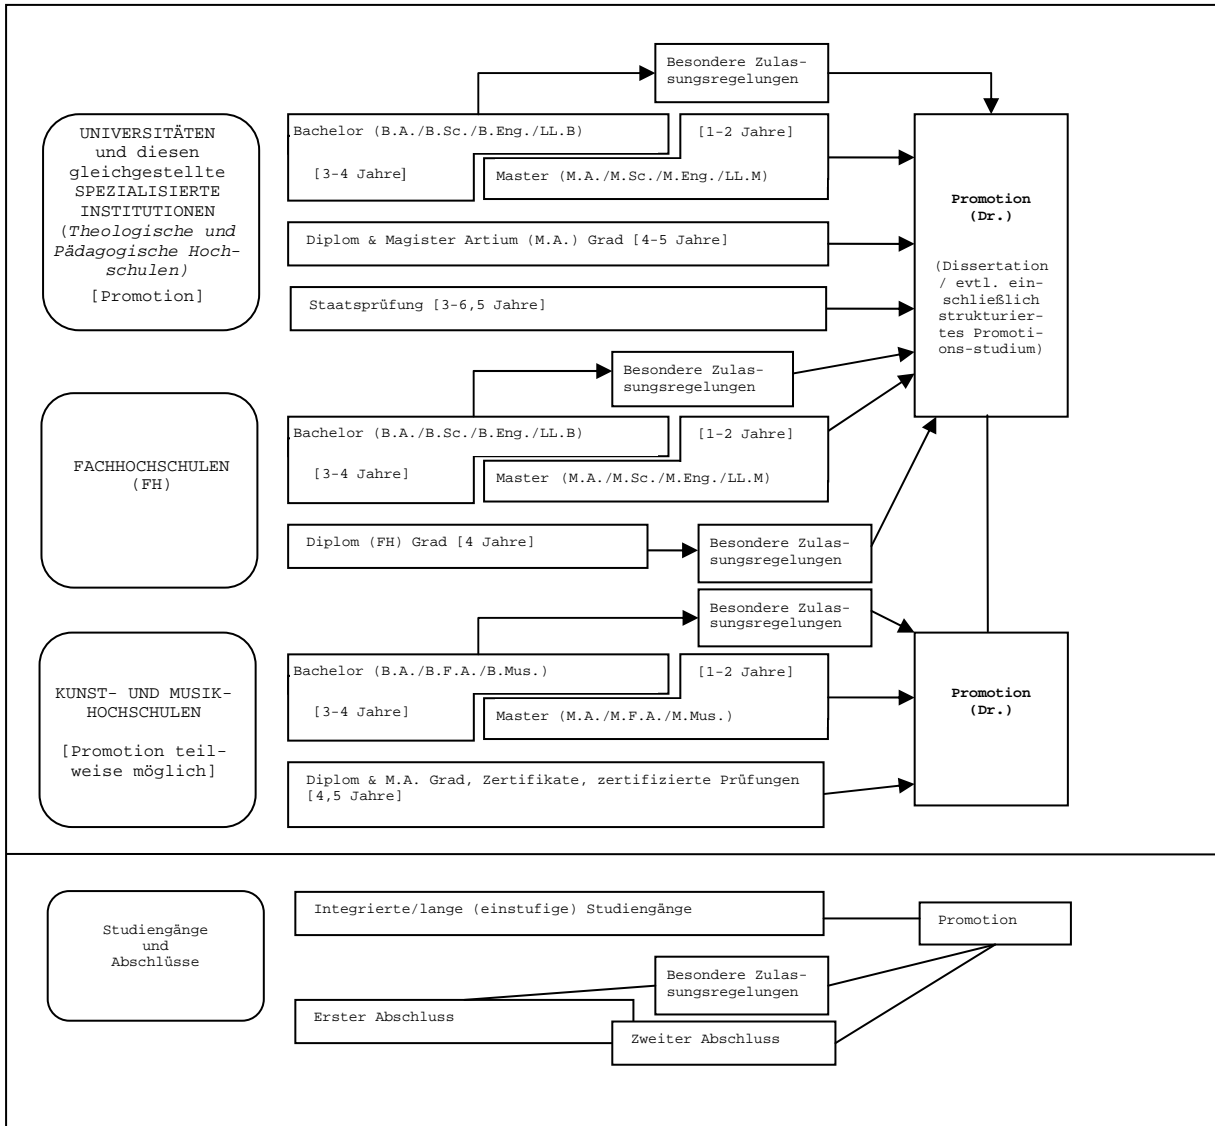 Besondere Zulas-
sungsregelungen
UNIVERSITÄTEN
und diesen
gleichgestellte
SPEZIALISIERTE
INSTITUTIONEN
(Theologische und
Pädagogische Hoch-
schulen)
[Promotion]
Bachelor (B.A./B.Sc./B.Eng./LL.B)
[3-4 Jahre]
[1-2 Jahre]
Master (M.A./M.Sc./M.Eng./LL.M)
Diplom & Magister Artium (M.A.) Grad [4-5 Jahre]
Staatsprüfung [3-6,5 Jahre]
Promotion
(Dr.)
(Dissertation
/ evtl. ein-
schließlich
strukturier-
tes Promoti-
ons-studium)
Besondere Zulas-
sungsregelungen
FACHHOCHSCHULEN
(FH)
Bachelor (B.A./B.Sc./B.Eng./LL.B)
[3-4 Jahre]
[1-2 Jahre]
Master (M.A./M.Sc./M.Eng./LL.M)
Diplom (FH) Grad [4 Jahre]
Besondere Zulas-
sungsregelungen
Besondere Zulas-
sungsregelungen
KUNST- UND MUSIK-
HOCHSCHULEN
[Promotion teil-
weise möglich]
Bachelor (B.A./B.F.A./B.Mus.)
[3-4 Jahre]
[1-2 Jahre]
Master (M.A./M.F.A./M.Mus.)
Diplom & M.A. Grad, Zertifikate, zertifizierte Prüfungen
[4,5 Jahre]
Promotion
(Dr.)
Studiengänge
und
Abschlüsse
Integrierte/lange (einstufige) Studiengänge
Promotion
Besondere Zulas-
sungsregelungen
Erster Abschluss
Zweiter Abschluss